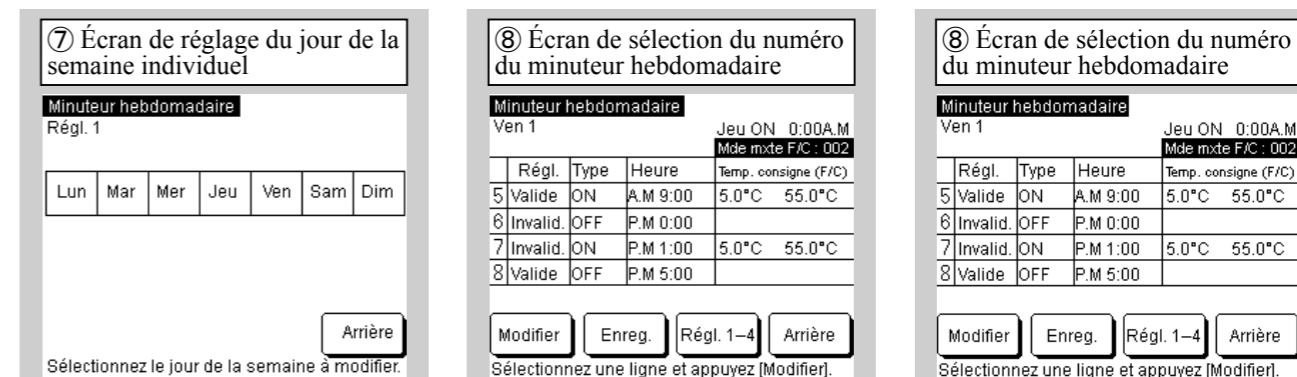 ⑦ Écran de réglage du jour de la
semaine individuel
Minuteur hebdomadaire
Régl. 1
Lun Mar Mer Jeu Ven Sam Dim
Arrière
Sélectionnez le jour de la semaine à modifier.
⑧ Écran de sélection du numéro
du minuteur hebdomadaire
Minuteur hebdomadaire
Ven 1 Jeu ON 0:00A.M
Mde mxte F/C : 002
Régl. Type Heure Temp. consigne (F/C)
5 Valide ON A.M 9:00 5.0°C 55.0°C
6 Invalid. OFF P.M 0:00
7 Invalid. ON P.M 1:00 5.0°C 55.0°C
8 Valide OFF P.M 5:00
Modifier Enreg. Régl. 1–4 Arrière
Sélectionnez une ligne et appuyez [Modifier].
⑧ Écran de sélection du numéro
du minuteur hebdomadaire
Minuteur hebdomadaire
Ven 1 Jeu ON 0:00A.M
Mde mxte F/C : 002
Régl. Type Heure Temp. consigne (F/C)
5 Valide ON A.M 9:00 5.0°C 55.0°C
6 Invalid. OFF P.M 0:00
7 Invalid. ON P.M 1:00 5.0°C 55.0°C
8 Valide OFF P.M 5:00
Modifier Enreg. Régl. 1–4 Arrière
Sélectionnez une ligne et appuyez [Modifier].